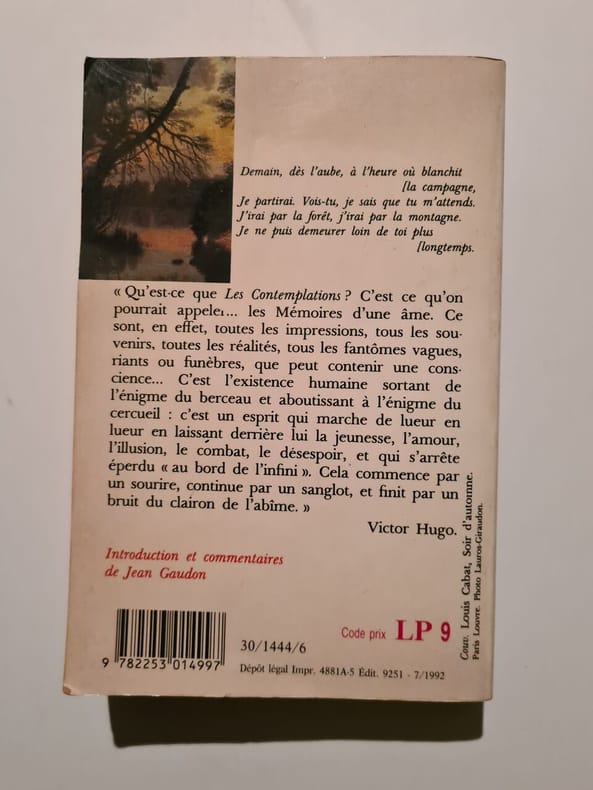 Demain, dès l'aube, à l'heure où blanchit
[la campagne,
Je partirai. Vois-tu, je sais que tu m'attends.
J'irai par la forêt, j'irai par la montagne.
Je ne puis demeurer loin de toi plus
[longtemps.
« Qu'est-ce que Les Contemplations ? C'est ce qu'on
pourrait appeler... les Mémoires d'une âme. Ce
sont, en effet, toutes les impressions, tous les sou-
venirs, toutes les réalités, tous les fantômes vagues,
riants ou funèbres, que peut contenir une cons-
cience... C'est l'existence humaine sortant de
l'énigme du berceau et aboutissant à l'énigme du
cercueil : c'est un esprit qui marche de lueur en
lueur en laissant derrière lui la jeunesse, l'amour,
l'illusion, le combat, le désespoir, et qui s'arrête
éperdu « au bord de l'infini ». Cela commence par
un sourire, continue par un sanglot, et finit par un
bruit du clairon de l'abîme. »
Victor Hugo.
Couv. Louis Cabat, Soir d'automne.
Paris Louvre. Photo Lauros-Giraudon.
Introduction et commentaires
de Jean Gaudon
9 782253 014997
30/1444/6
Code prix LP 9
Dépôt légal Impr. 4881A-5 Édit. 9251 - 7/1992